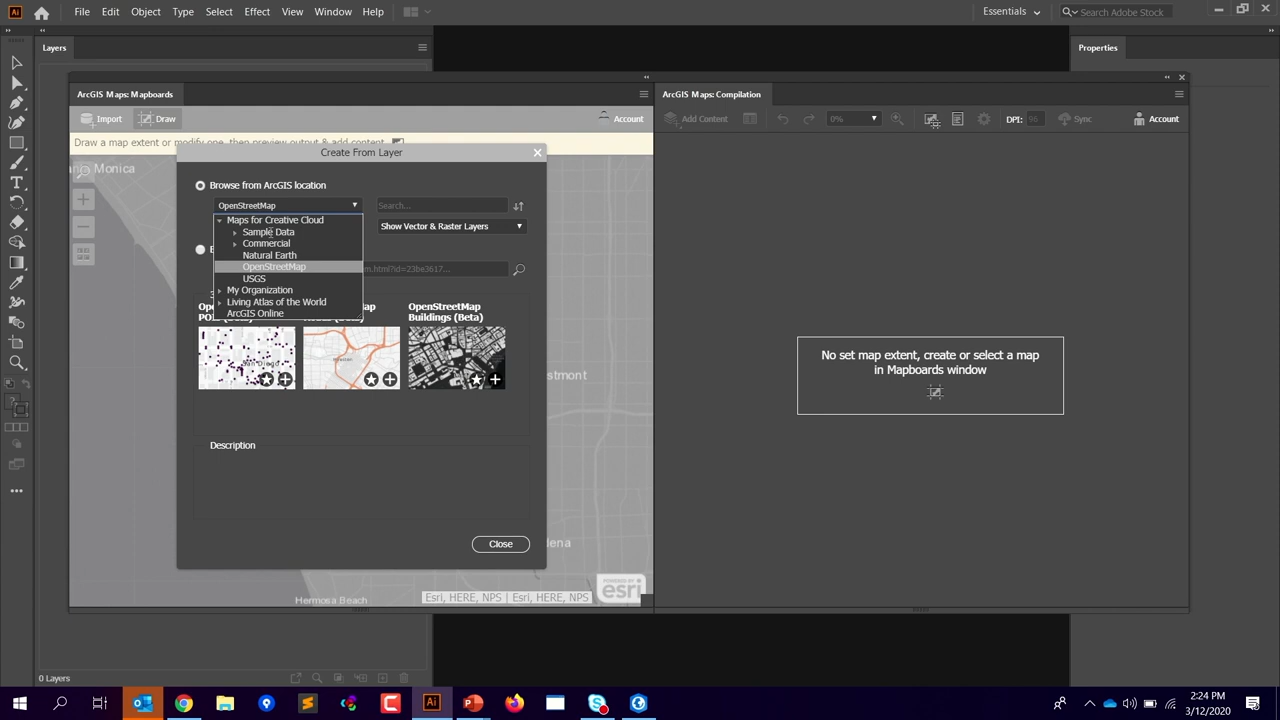 Ai
File Edit Object Type Select Effect View Window Help
Essentials
Search Adobe Stock
Layers
Properties
ArcGIS Maps: Mapboards
ArcGIS Maps: Compilation
Import
Draw
Account
Add Content
0%
DPI: 96
Sync
Account
Draw a map extent or modify one, then preview output & add content.
Create From Layer
Browse from ArcGIS location
OpenStreetMap
Search...
Show Vector & Raster Layers
Maps for Creative Cloud
Sample Data
Commercial
Natural Earth
OpenStreetMap
USGS
My Organization
Living Atlas of the World
ArcGIS Online
OpenStreetMap
Buildings (Beta)
Description
Close
No set map extent, create or select a map
in Mapboards window
Monica
Hermosa Beach
Esri, HERE, NPS | Esri, HERE, NPS
POWERED BY
esri
0 Layers
Ai
2:24 PM
3/12/2020